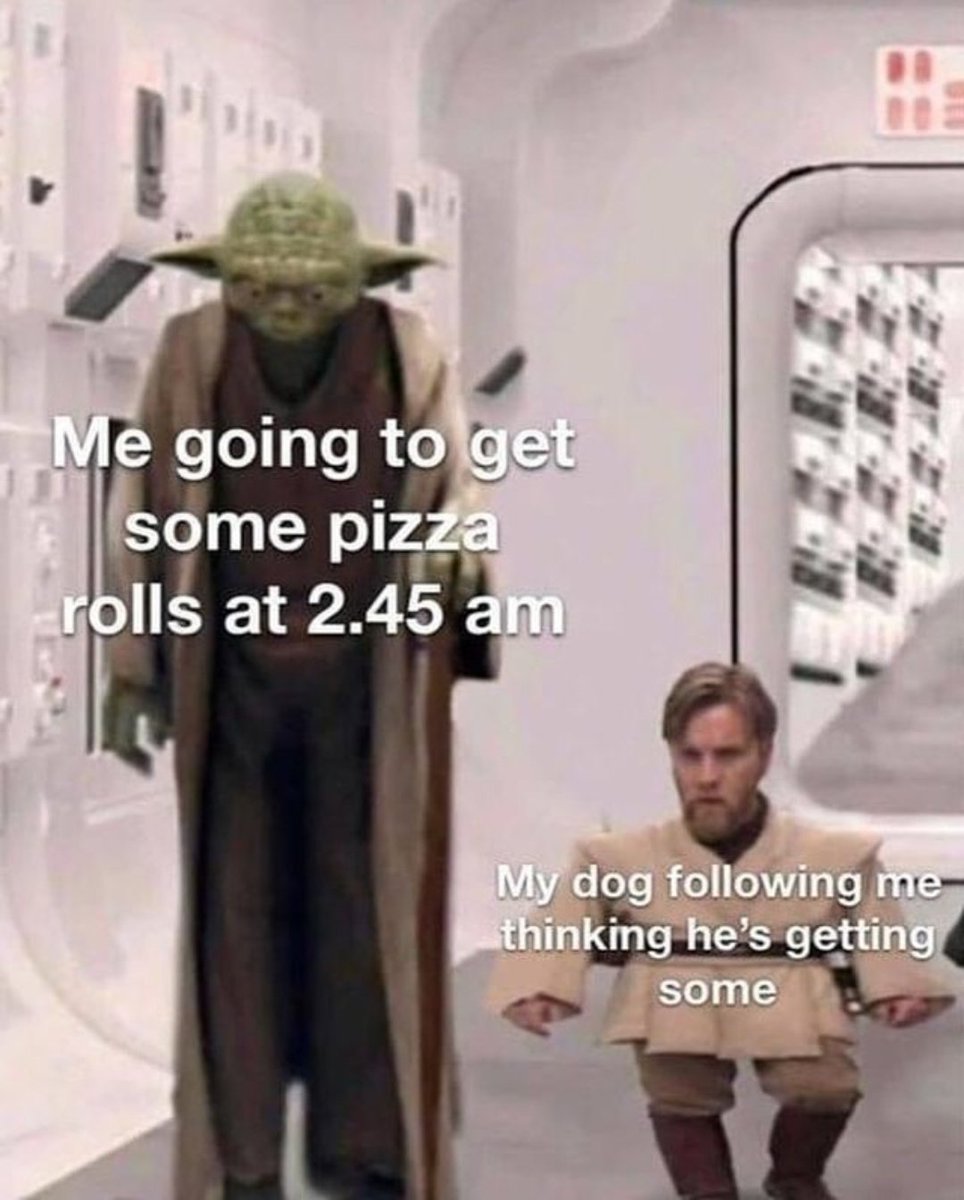 Me going to get
some pizza
rolls at 2.45 am
My dog following me
thinking he's getting
some